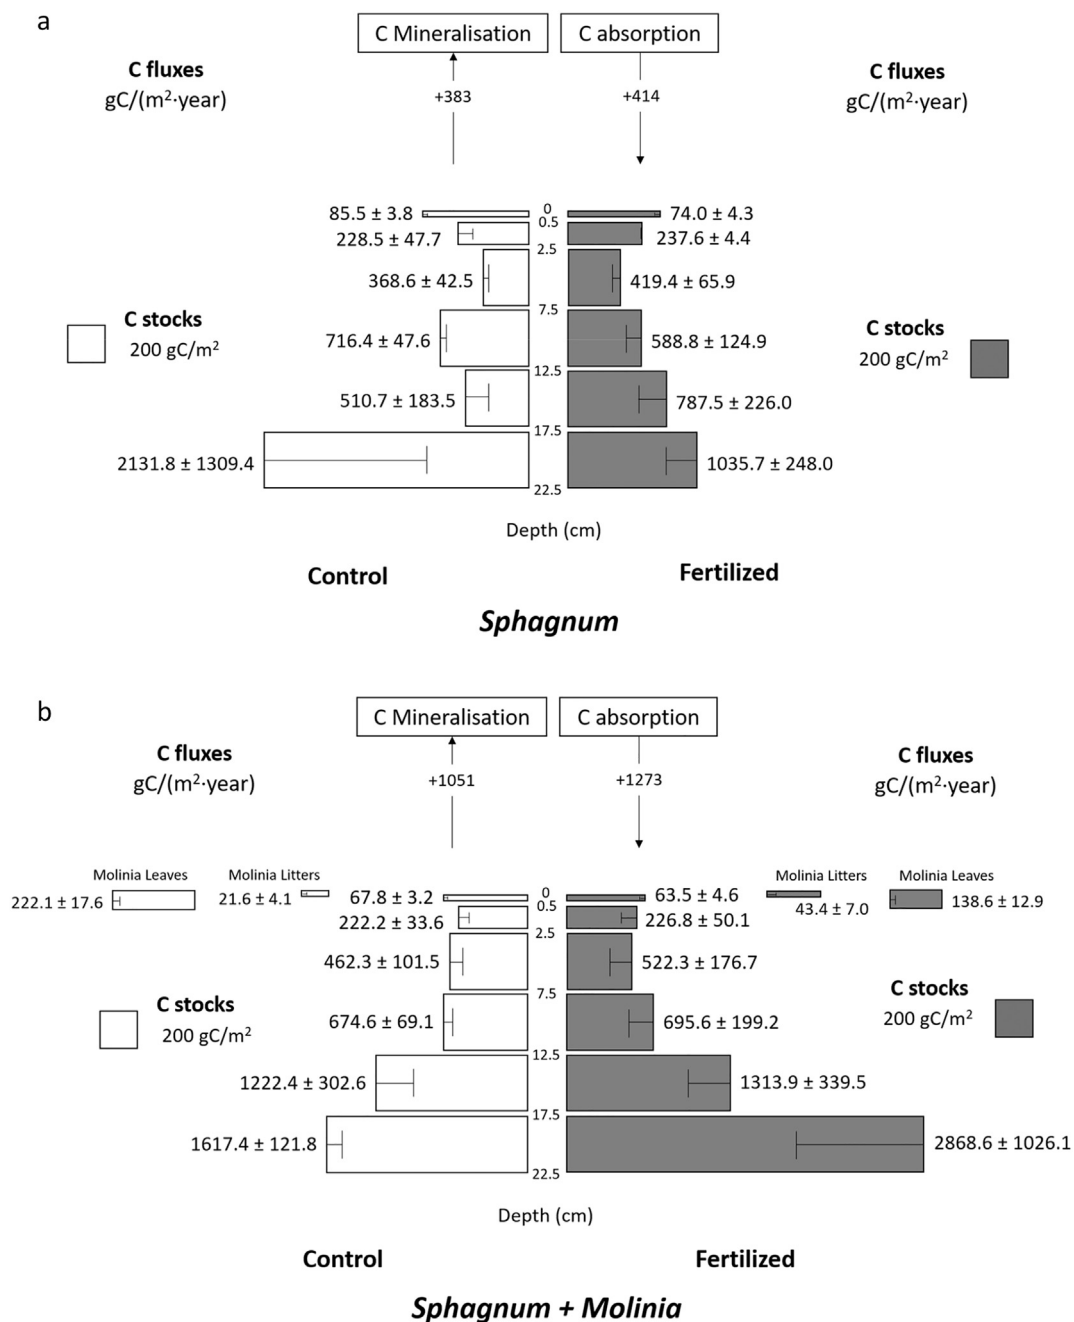 a
C Mineralisation
C absorption
C fluxes
gC/(m²·year)
+383
+414
C fluxes
gC/(m²·year)
85.5 ± 3.8
0
74.0 ± 4.3
0.5
228.5 ± 47.7
237.6 ± 4.4
2.5
368.6 ± 42.5
419.4 ± 65.9
7.5
C stocks
200 gC/m²
716.4 ± 47.6
588.8 ± 124.9
C stocks
200 gC/m²
12.5
510.7 ± 183.5
787.5 ± 226.0
17.5
2131.8 ± 1309.4
1035.7 ± 248.0
22.5
Depth (cm)
Control
Fertilized
Sphagnum
b
C Mineralisation
C absorption
C fluxes
gC/(m²·year)
+1051
+1273
C fluxes
gC/(m²·year)
Molinia Leaves
222.1 ± 17.6
Molinia Litters
21.6 ± 4.1
67.8 ± 3.2
0
63.5 ± 4.6
Molinia Litters
43.4 ± 7.0
Molinia Leaves
138.6 ± 12.9
0.5
222.2 ± 33.6
226.8 ± 50.1
2.5
462.3 ± 101.5
522.3 ± 176.7
7.5
C stocks
200 gC/m²
674.6 ± 69.1
695.6 ± 199.2
C stocks
200 gC/m²
12.5
1222.4 ± 302.6
1313.9 ± 339.5
17.5
1617.4 ± 121.8
2868.6 ± 1026.1
22.5
Depth (cm)
Control
Fertilized
Sphagnum + Molinia